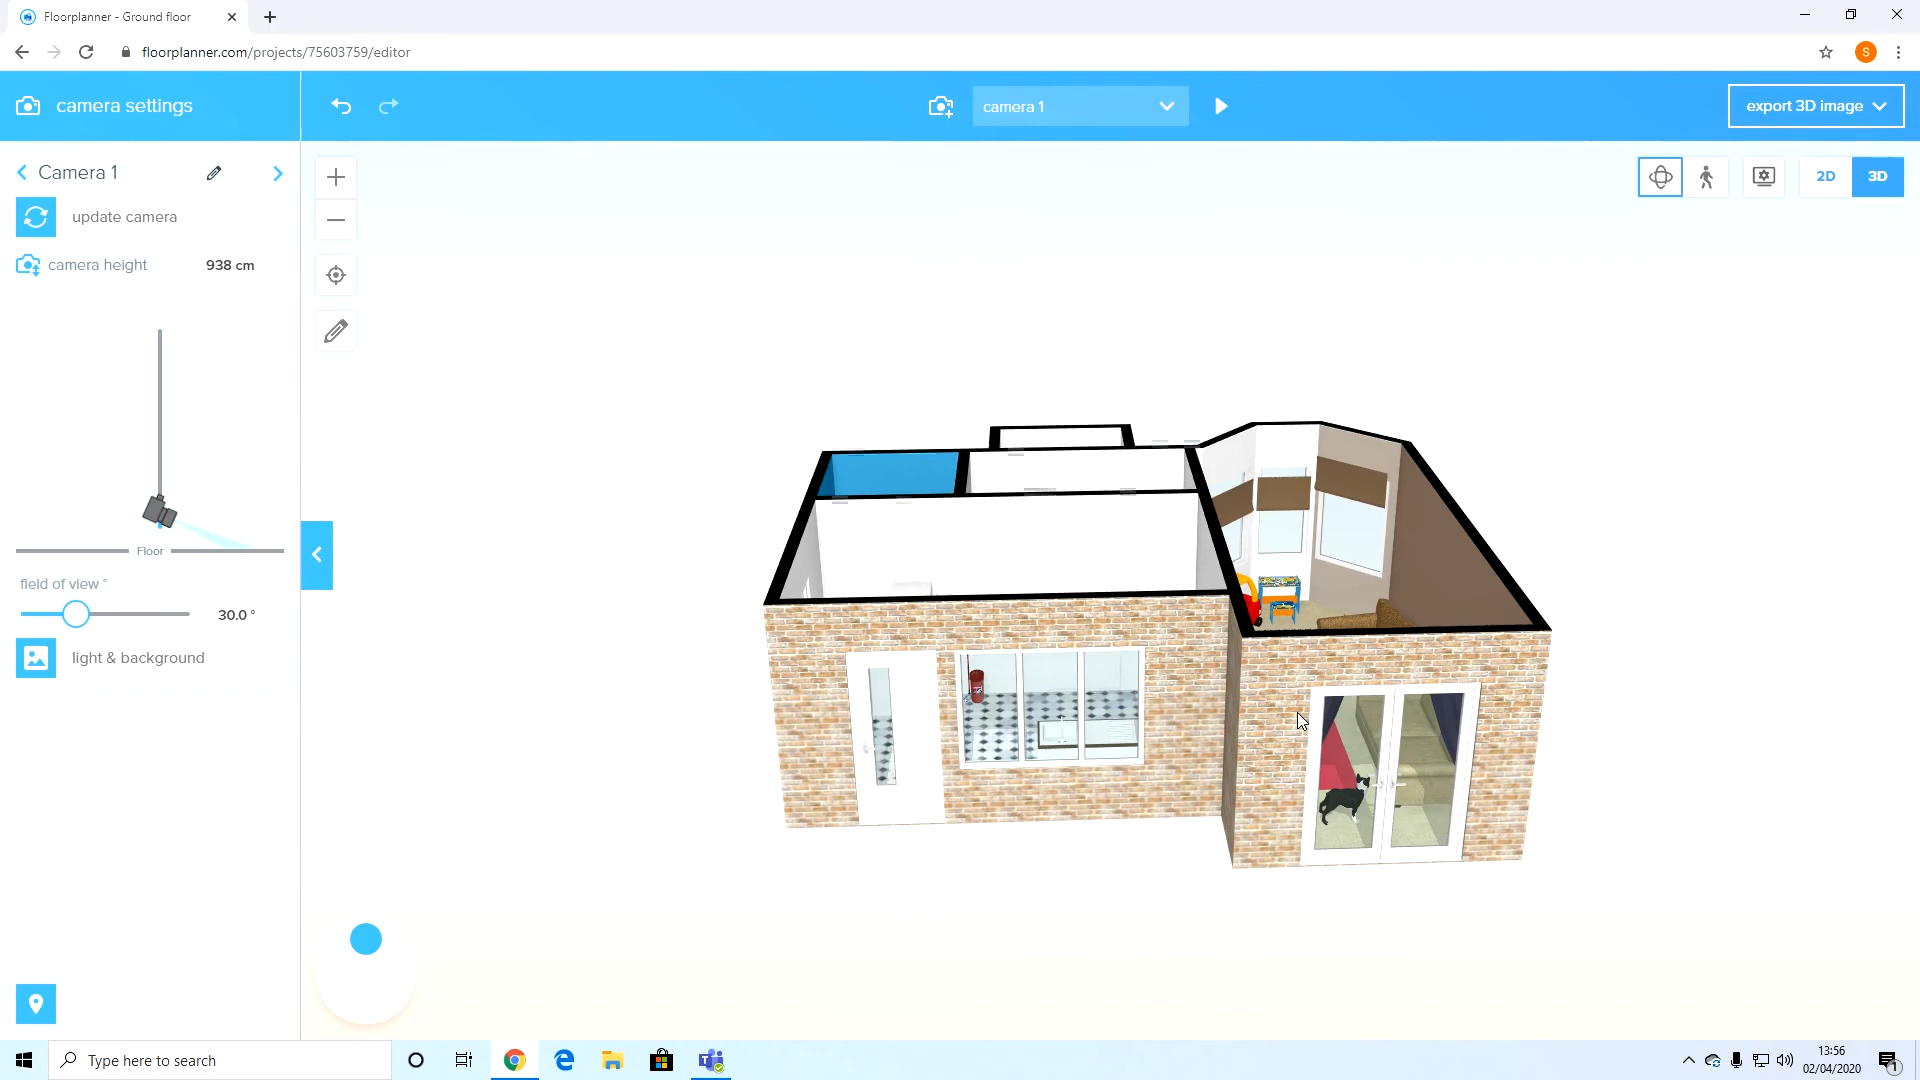 Floorplanner - Ground floor
floorplanner.com/projects/75603759/editor
S
camera settings
camera 1
export 3D image
Camera 1
2D
3D
update camera
camera height 938 cm
Floor
field of view °
30.0 °
light & background
Type here to search
13:56
02/04/2020
1